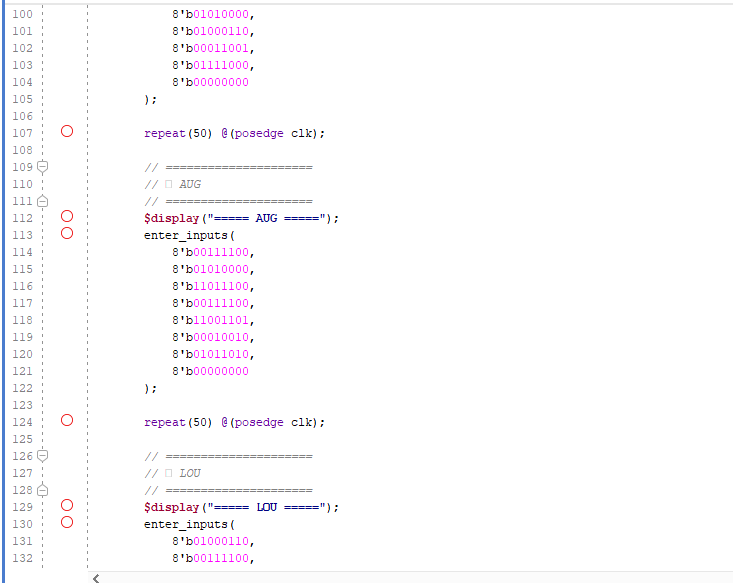 100 8'b01010000,
101 8'b01000110,
102 8'b00011001,
103 8'b01111000,
104 8'b00000000
105 );
106
107 repeat(50) @(posedge clk);
108
109 // =====================
110 // AUG
111 // =====================
112 $display("===== AUG =====");
113 enter_inputs(
114 8'b00111100,
115 8'b01010000,
116 8'b11011100,
117 8'b00111100,
118 8'b11001101,
119 8'b00010010,
120 8'b01011010,
121 8'b00000000
122 );
123
124 repeat(50) @(posedge clk);
125
126 // =====================
127 // LOU
128 // =====================
129 $display("===== LOU =====");
130 enter_inputs(
131 8'b01000110,
132 8'b00111100,